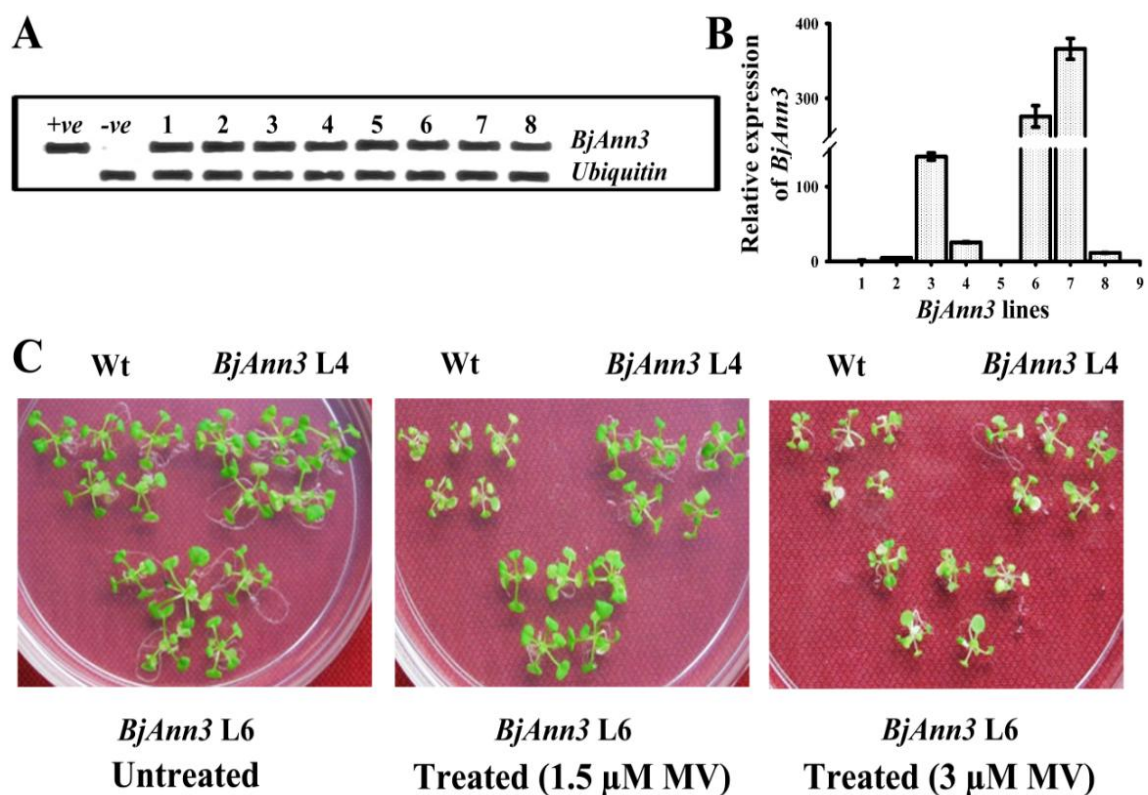 A
+ve -ve 1 2 3 4 5 6 7 8 BjAnn3
Ubiquitin
B
Relative expression
of BjAnn3
400
300
100
0
1 2 3 4 5 6 7 8 9
BjAnn3 lines
C
Wt BjAnn3 L4
Wt BjAnn3 L4
Wt BjAnn3 L4
BjAnn3 L6
Untreated
BjAnn3 L6
Treated (1.5 µM MV)
BjAnn3 L6
Treated (3 µM MV)